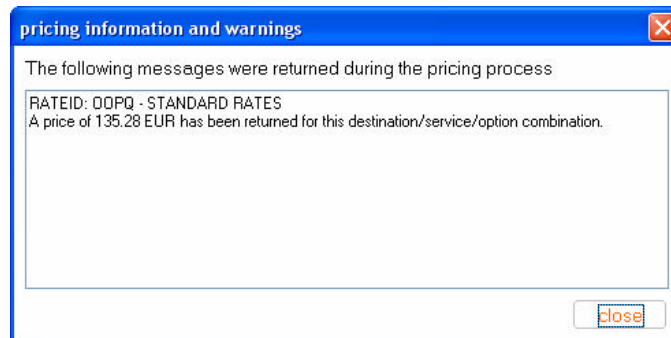 pricing information and warnings
The following messages were returned during the pricing process
RATEID: OOPQ - STANDARD RATES
A price of 135.28 EUR has been returned for this destination/service/option combination.
close